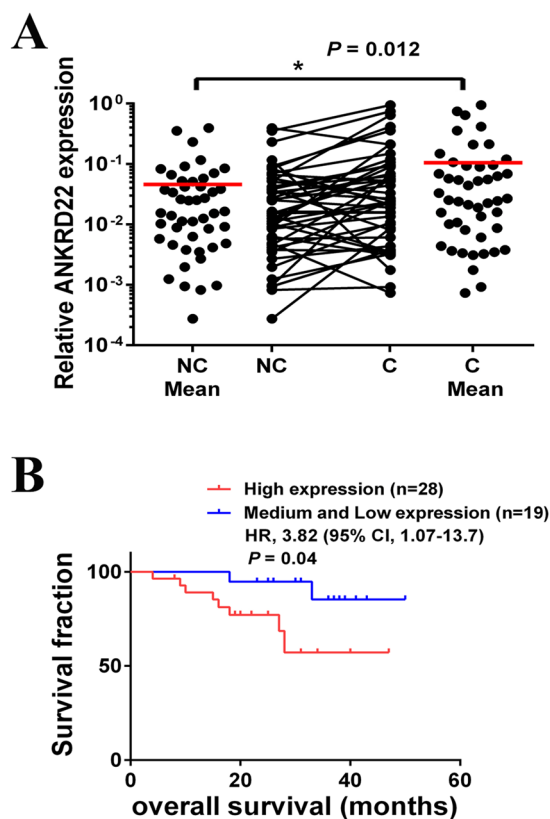 A
P = 0.012
*
Relative ANKRD22 expression
10⁰
10⁻¹
10⁻²
10⁻³
10⁻⁴
NC NC C C
Mean Mean
B
High expression (n=28)
Medium and Low expression (n=19)
HR, 3.82 (95% CI, 1.07-13.7)
P = 0.04
Survival fraction
100
50
0
0 20 40 60
overall survival (months)